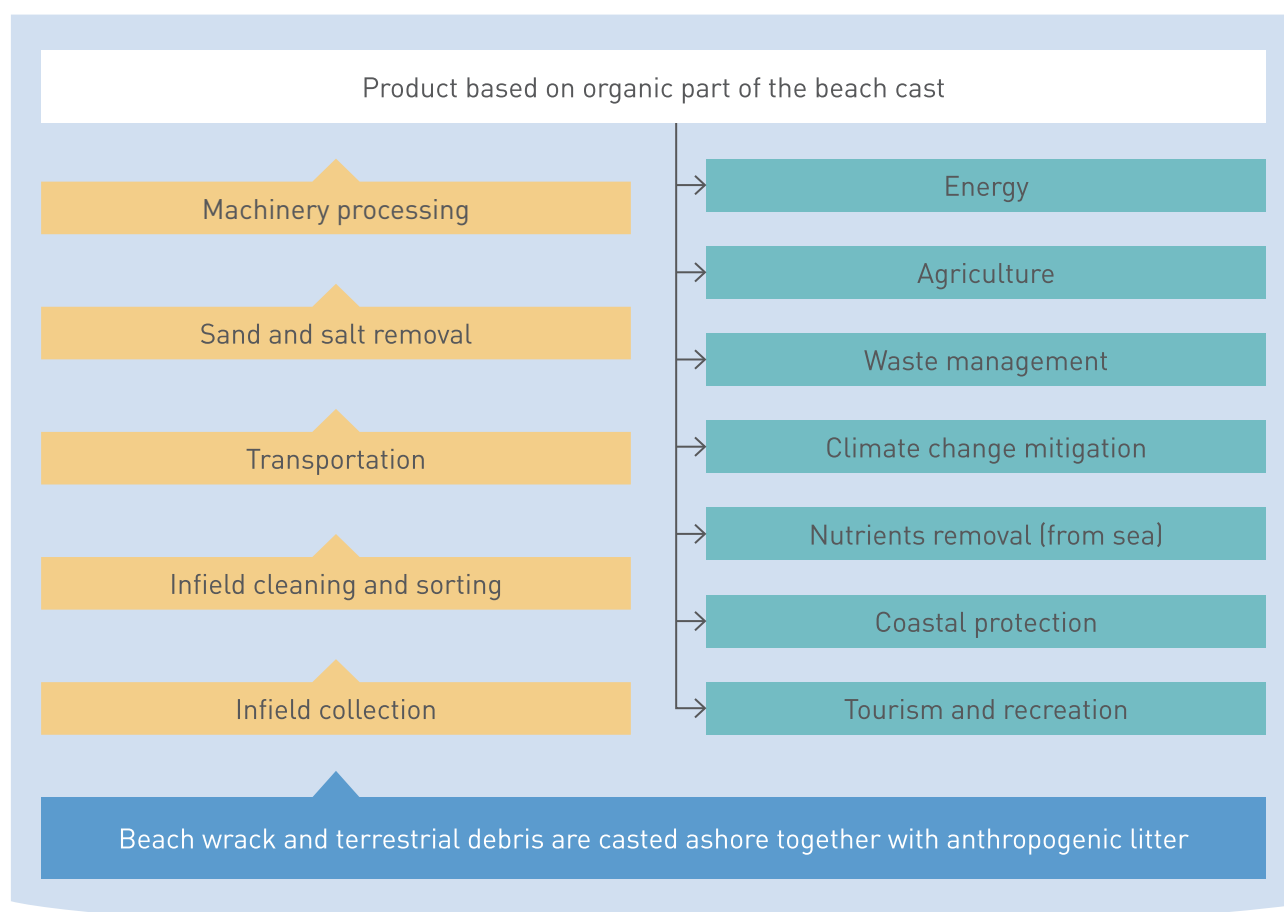 Product based on organic part of the beach cast
Machinery processing
Sand and salt removal
Transportation
Infield cleaning and sorting
Infield collection
Energy
Agriculture
Waste management
Climate change mitigation
Nutrients removal (from sea)
Coastal protection
Tourism and recreation
Beach wrack and terrestrial debris are casted ashore together with anthropogenic litter